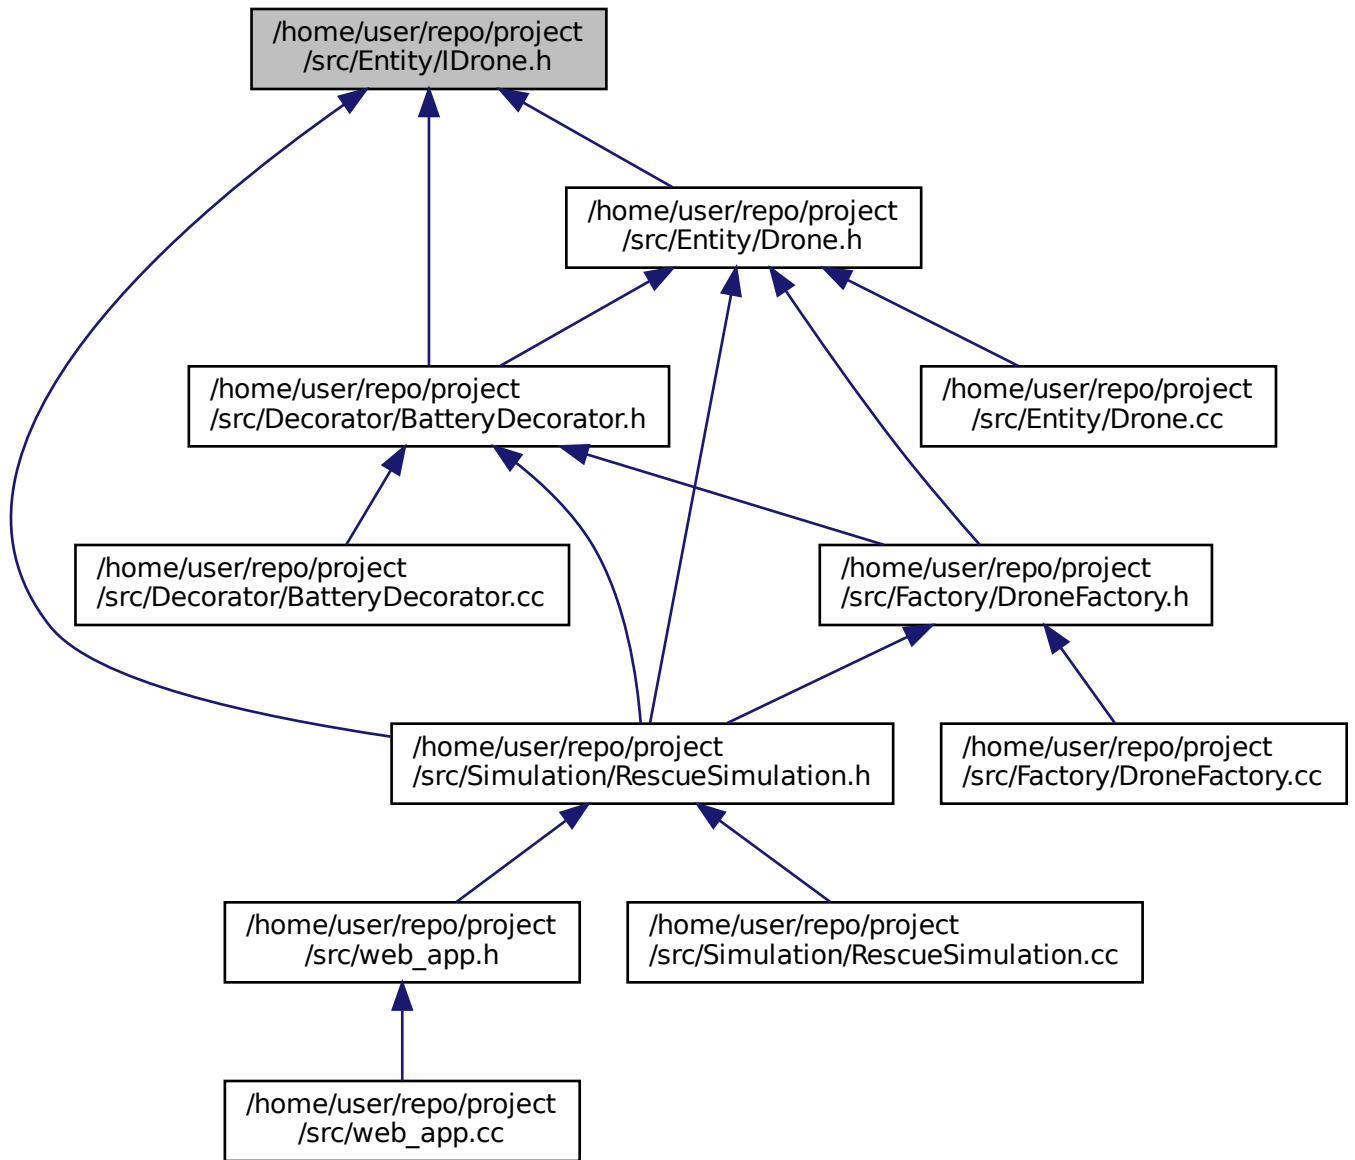 /home/user/repo/project
/src/Entity/IDrone.h
/home/user/repo/project
/src/Entity/Drone.h
/home/user/repo/project
/src/Decorator/BatteryDecorator.h
/home/user/repo/project
/src/Entity/Drone.cc
/home/user/repo/project
/src/Decorator/BatteryDecorator.cc
/home/user/repo/project
/src/Factory/DroneFactory.h
/home/user/repo/project
/src/Simulation/RescueSimulation.h
/home/user/repo/project
/src/Factory/DroneFactory.cc
/home/user/repo/project
/src/web_app.h
/home/user/repo/project
/src/Simulation/RescueSimulation.cc
/home/user/repo/project
/src/web_app.cc